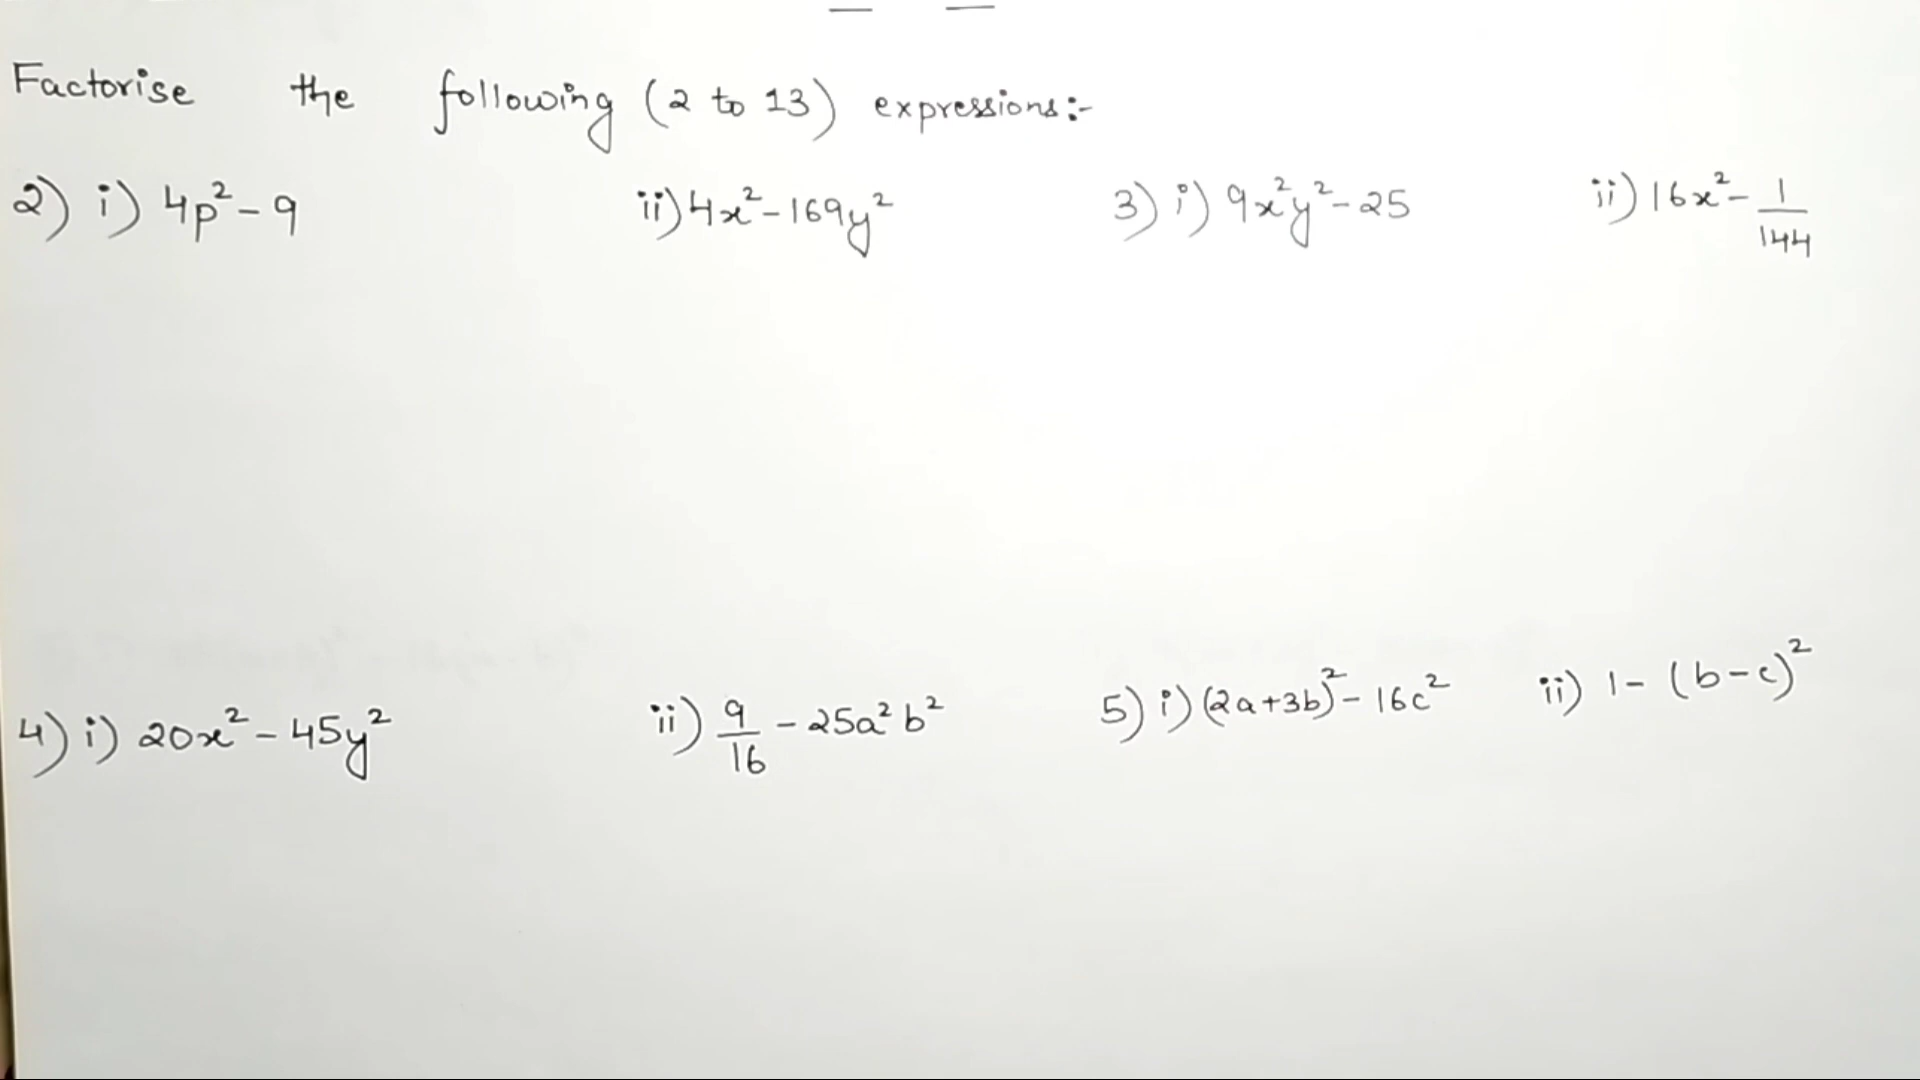 Factorise the following (2 to 13) expressions:-
2) i) 4p² - 9 ii) 4x² - 169y² 3) i) 9x²y² - 25 ii) 16x² - 1/144
4) i) 20x² - 45y² ii) 9/16 - 25a²b² 5) i) (2a+3b)² - 16c² ii) 1 - (b-c)²